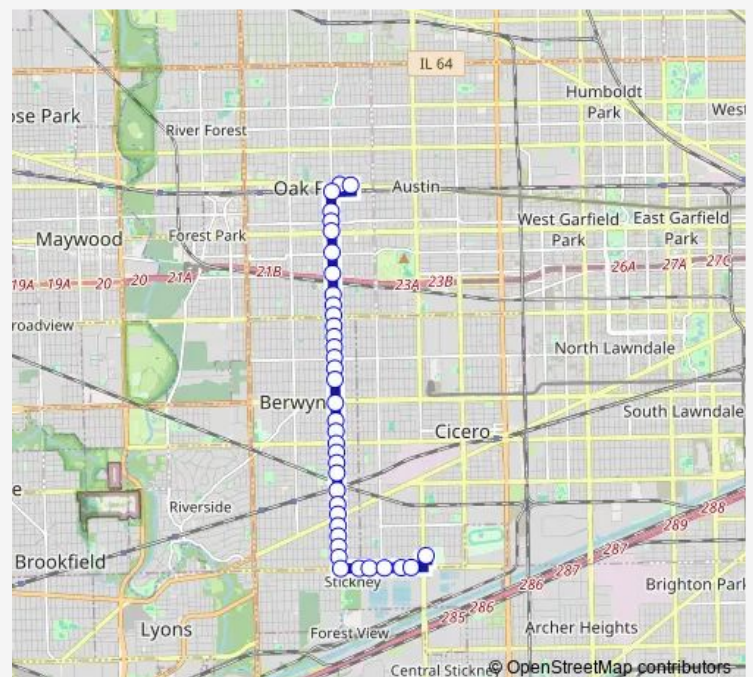 IL 64
Humboldt
Park
ose Park
River Forest
West
Oak P
Austin
West Garfield
Park
East Garfield
Park
Maywood
Forest Park
19A 19A 20 20 21A
21B
23A 23B
26A
27A
27C
roadview
North Lawndale
Berwyn
South Lawndale
Cicero
e
Riverside
288
289
287
287
286
286
285
Brookfield
Stickney
Brighton Park
Lyons
Forest View
Archer Heights
Central Stickney
© OpenStreetMap contributors